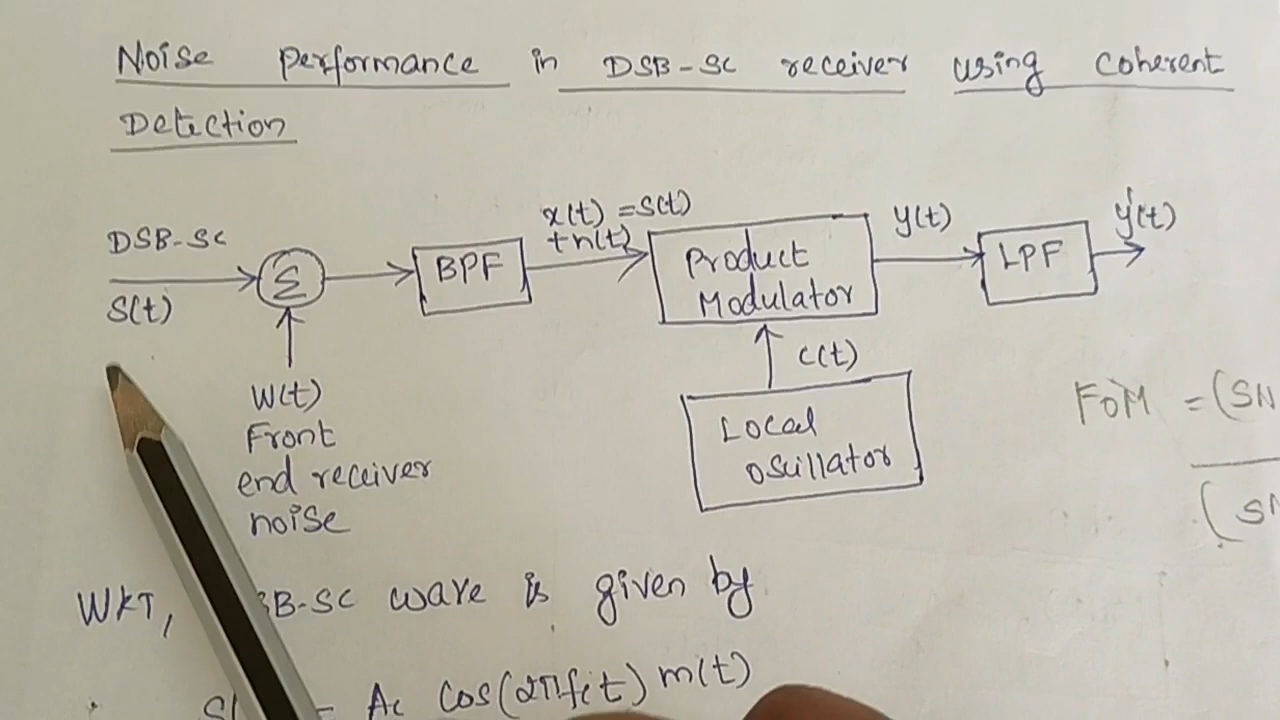 Noise performance in DSB-SC receiver using Coherent
Detection
DSB-SC
S(t)
Σ
W(t)
Front
end receiver
noise
BPF
x(t) = S(t)
+n(t)
Product
Modulator
y(t)
LPF
y'(t)
C(t)
Local
oscillator
FOM = (SN
(SN
WKT, B-SC wave is given by
S = Ac Cos(2πfct) m(t)